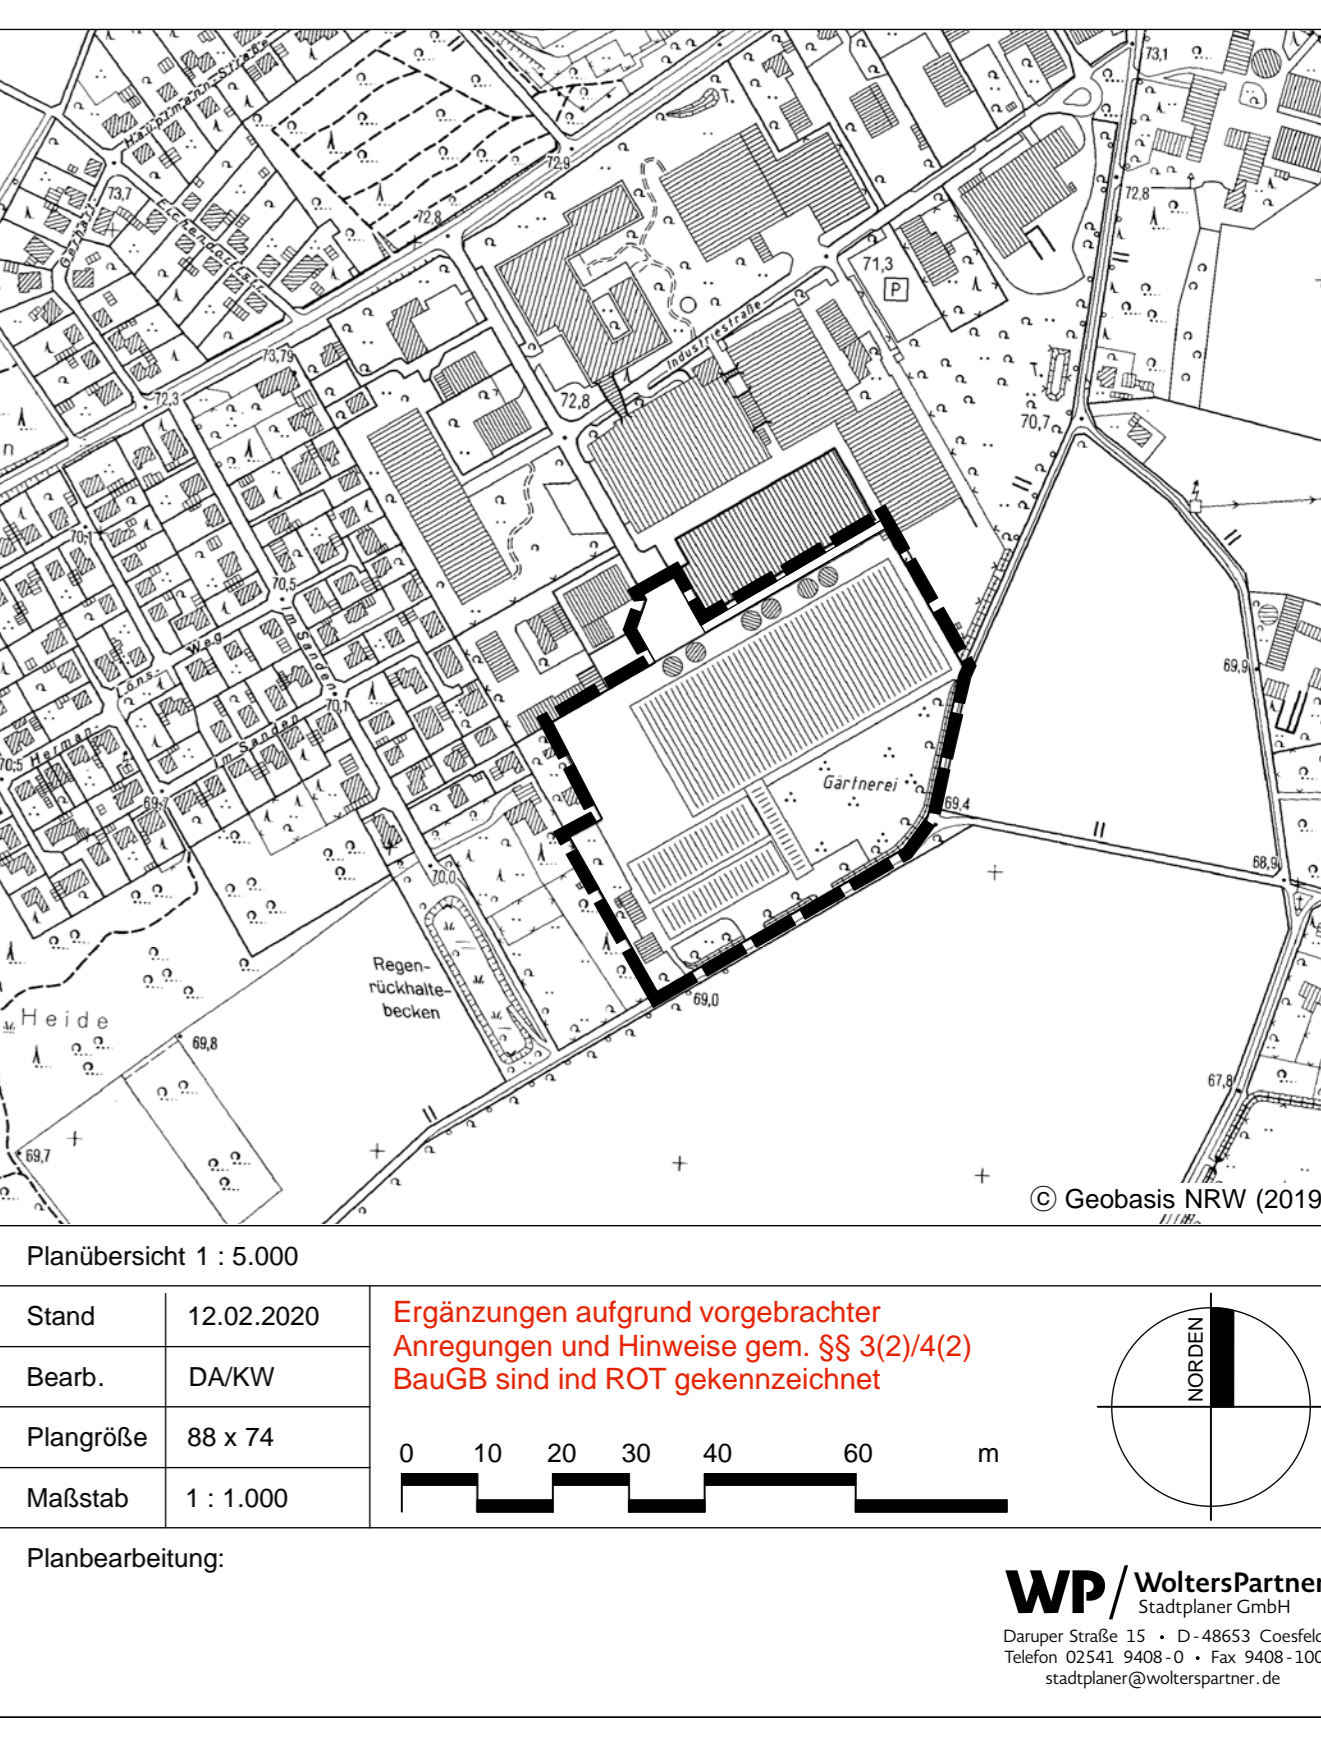 73,1
Hauptmann-Straße
T.
72,9
73,7
72,8
72,8
71,3
P
Industriestraße
73,79
T.
72,3
72,8
70,7
n
70,1
70,5
Im Sanden
Weg
Löns-
69,9
70,1
Im Sanden
Herman-
70,5
Gärtnerei
69,7
69,4
68,9
70,0
Regen-
rückhalte-
becken
69,0
Heide
69,8
67,8
69,7
© Geobasis NRW (2019
Planübersicht 1 : 5.000
Stand 12.02.2020
Bearb. DA/KW
Plangröße 88 x 74
Maßstab 1 : 1.000
Ergänzungen aufgrund vorgebrachter
Anregungen und Hinweise gem. §§ 3(2)/4(2)
BauGB sind ind ROT gekennzeichnet
0 10 20 30 40 60 m
NORDEN
Planbearbeitung:
WP/WoltersPartner
Stadtplaner GmbH
Daruper Straße 15 • D-48653 Coesfeld
Telefon 02541 9408-0 • Fax 9408-100
stadtplaner@wolterspartner.de